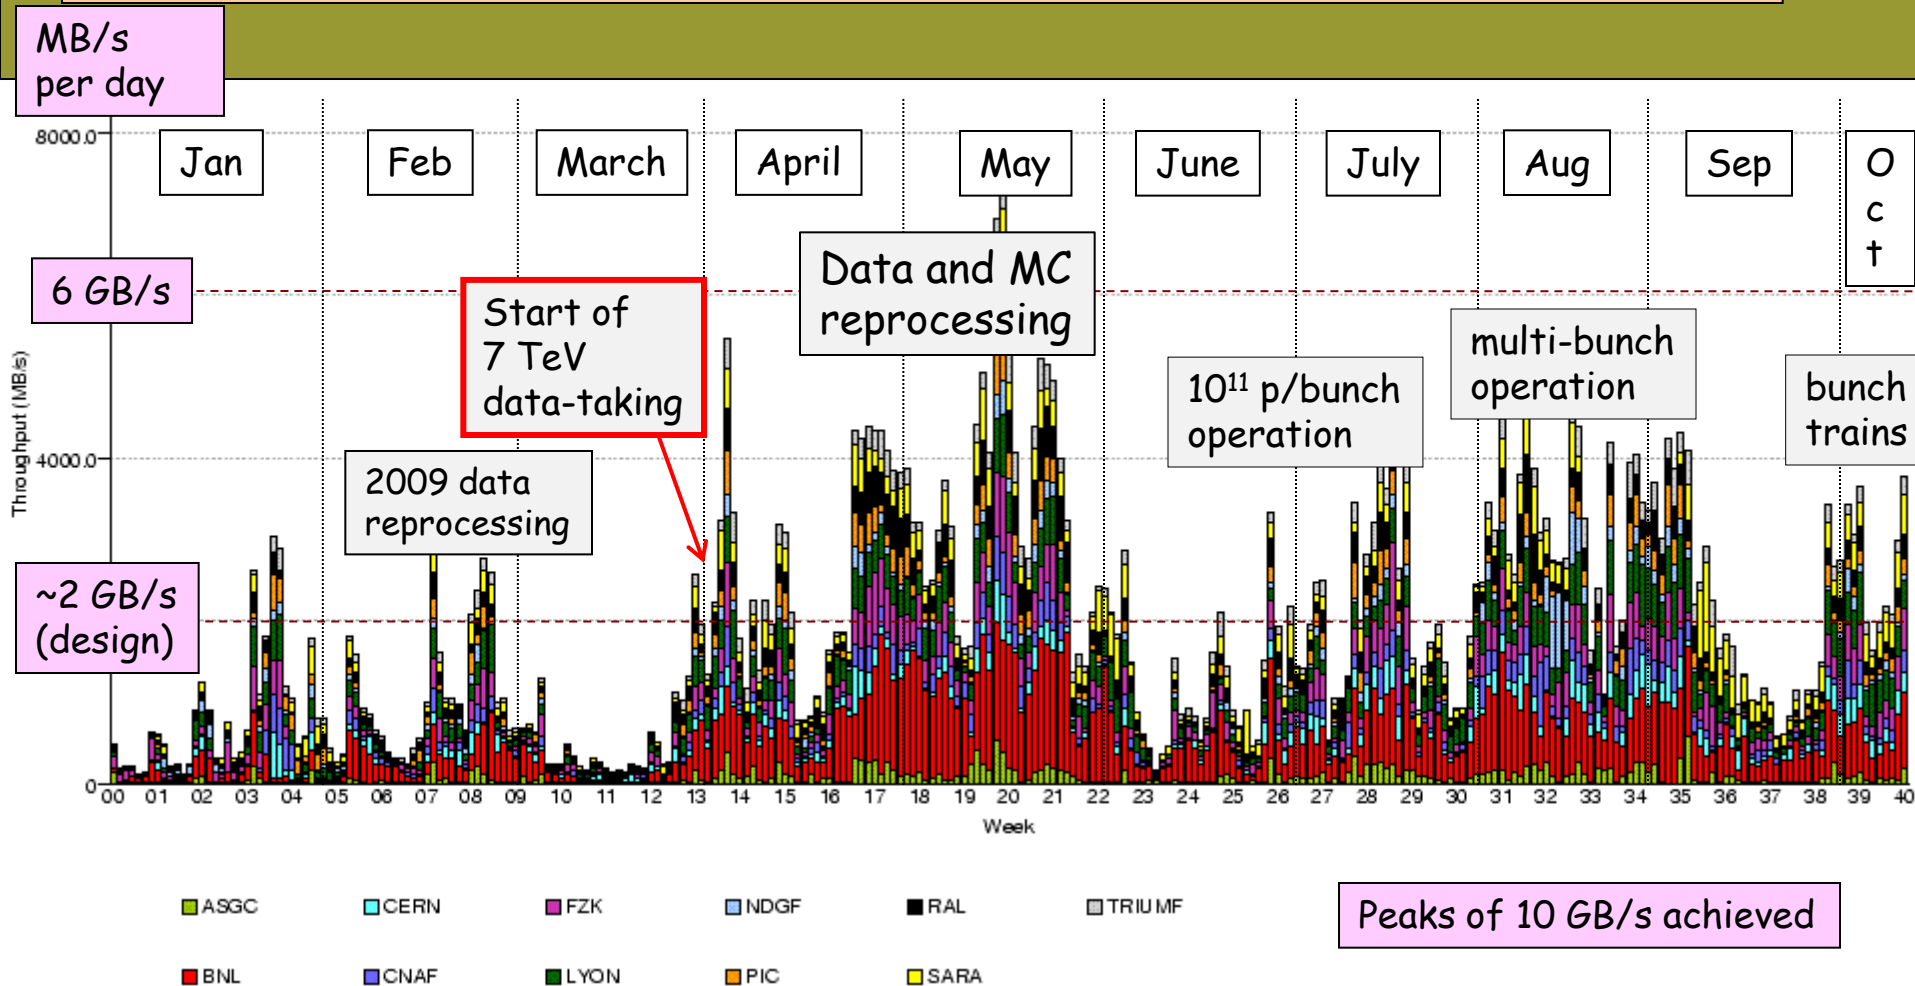 MB/s
per day
8000.0
Jan
Feb
March
April
May
June
July
Aug
Sep
O
c
t
6 GB/s
Start of
7 TeV
data-taking
Data and MC
reprocessing
10¹¹ p/bunch
operation
multi-bunch
operation
bunch
trains
Throughput (MB/s)
4000.0
2009 data
reprocessing
~2 GB/s
(design)
0
00 01 02 03 04 05 06 07 08 09 10 11 12 13 14 15 16 17 18 19 20 21 22 23 24 25 26 27 28 29 30 31 32 33 34 35 36 37 38 39 40
Week
ASGC CERN FZK NDGF RAL TRIUMF
BNL CNAF LYON PIC SARA
Peaks of 10 GB/s achieved